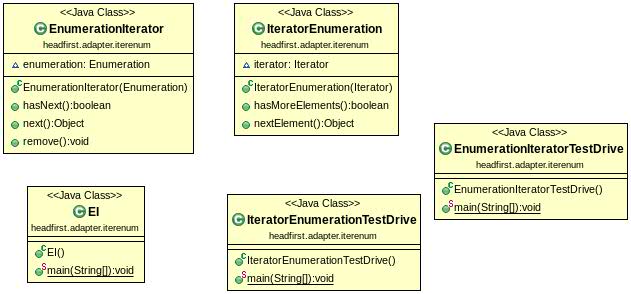 <<Java Class>>
EnumerationIterator
headfirst.adapter.iterenum
enumeration: Enumeration
EnumerationIterator(Enumeration)
hasNext():boolean
next():Object
remove():void
<<Java Class>>
IteratorEnumeration
headfirst.adapter.iterenum
iterator: Iterator
IteratorEnumeration(Iterator)
hasMoreElements():boolean
nextElement():Object
<<Java Class>>
EnumerationIteratorTestDrive
headfirst.adapter.iterenum
EnumerationIteratorTestDrive()
main(String[]):void
<<Java Class>>
EI
headfirst.adapter.iterenum
EI()
main(String[]):void
<<Java Class>>
IteratorEnumerationTestDrive
headfirst.adapter.iterenum
IteratorEnumerationTestDrive()
main(String[]):void